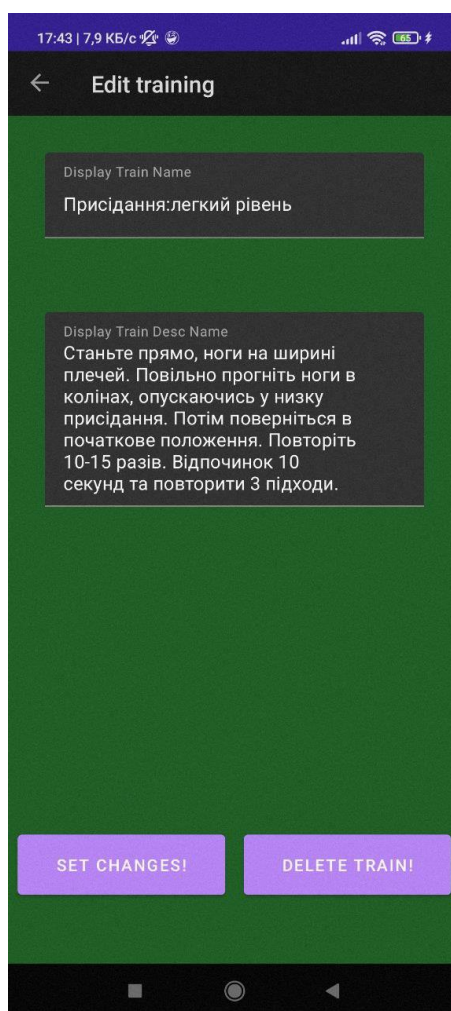 17:43 | 7,9 КБ/с
65
Edit training
Display Train Name
Присідання:легкий рівень
Display Train Desc Name
Станьте прямо, ноги на ширині
плечей. Повільно прогніть ноги в
колінах, опускаючись у низку
присідання. Потім поверніться в
початкове положення. Повторіть
10-15 разів. Відпочинок 10
секунд та повторити 3 підходи.
SET CHANGES!
DELETE TRAIN!